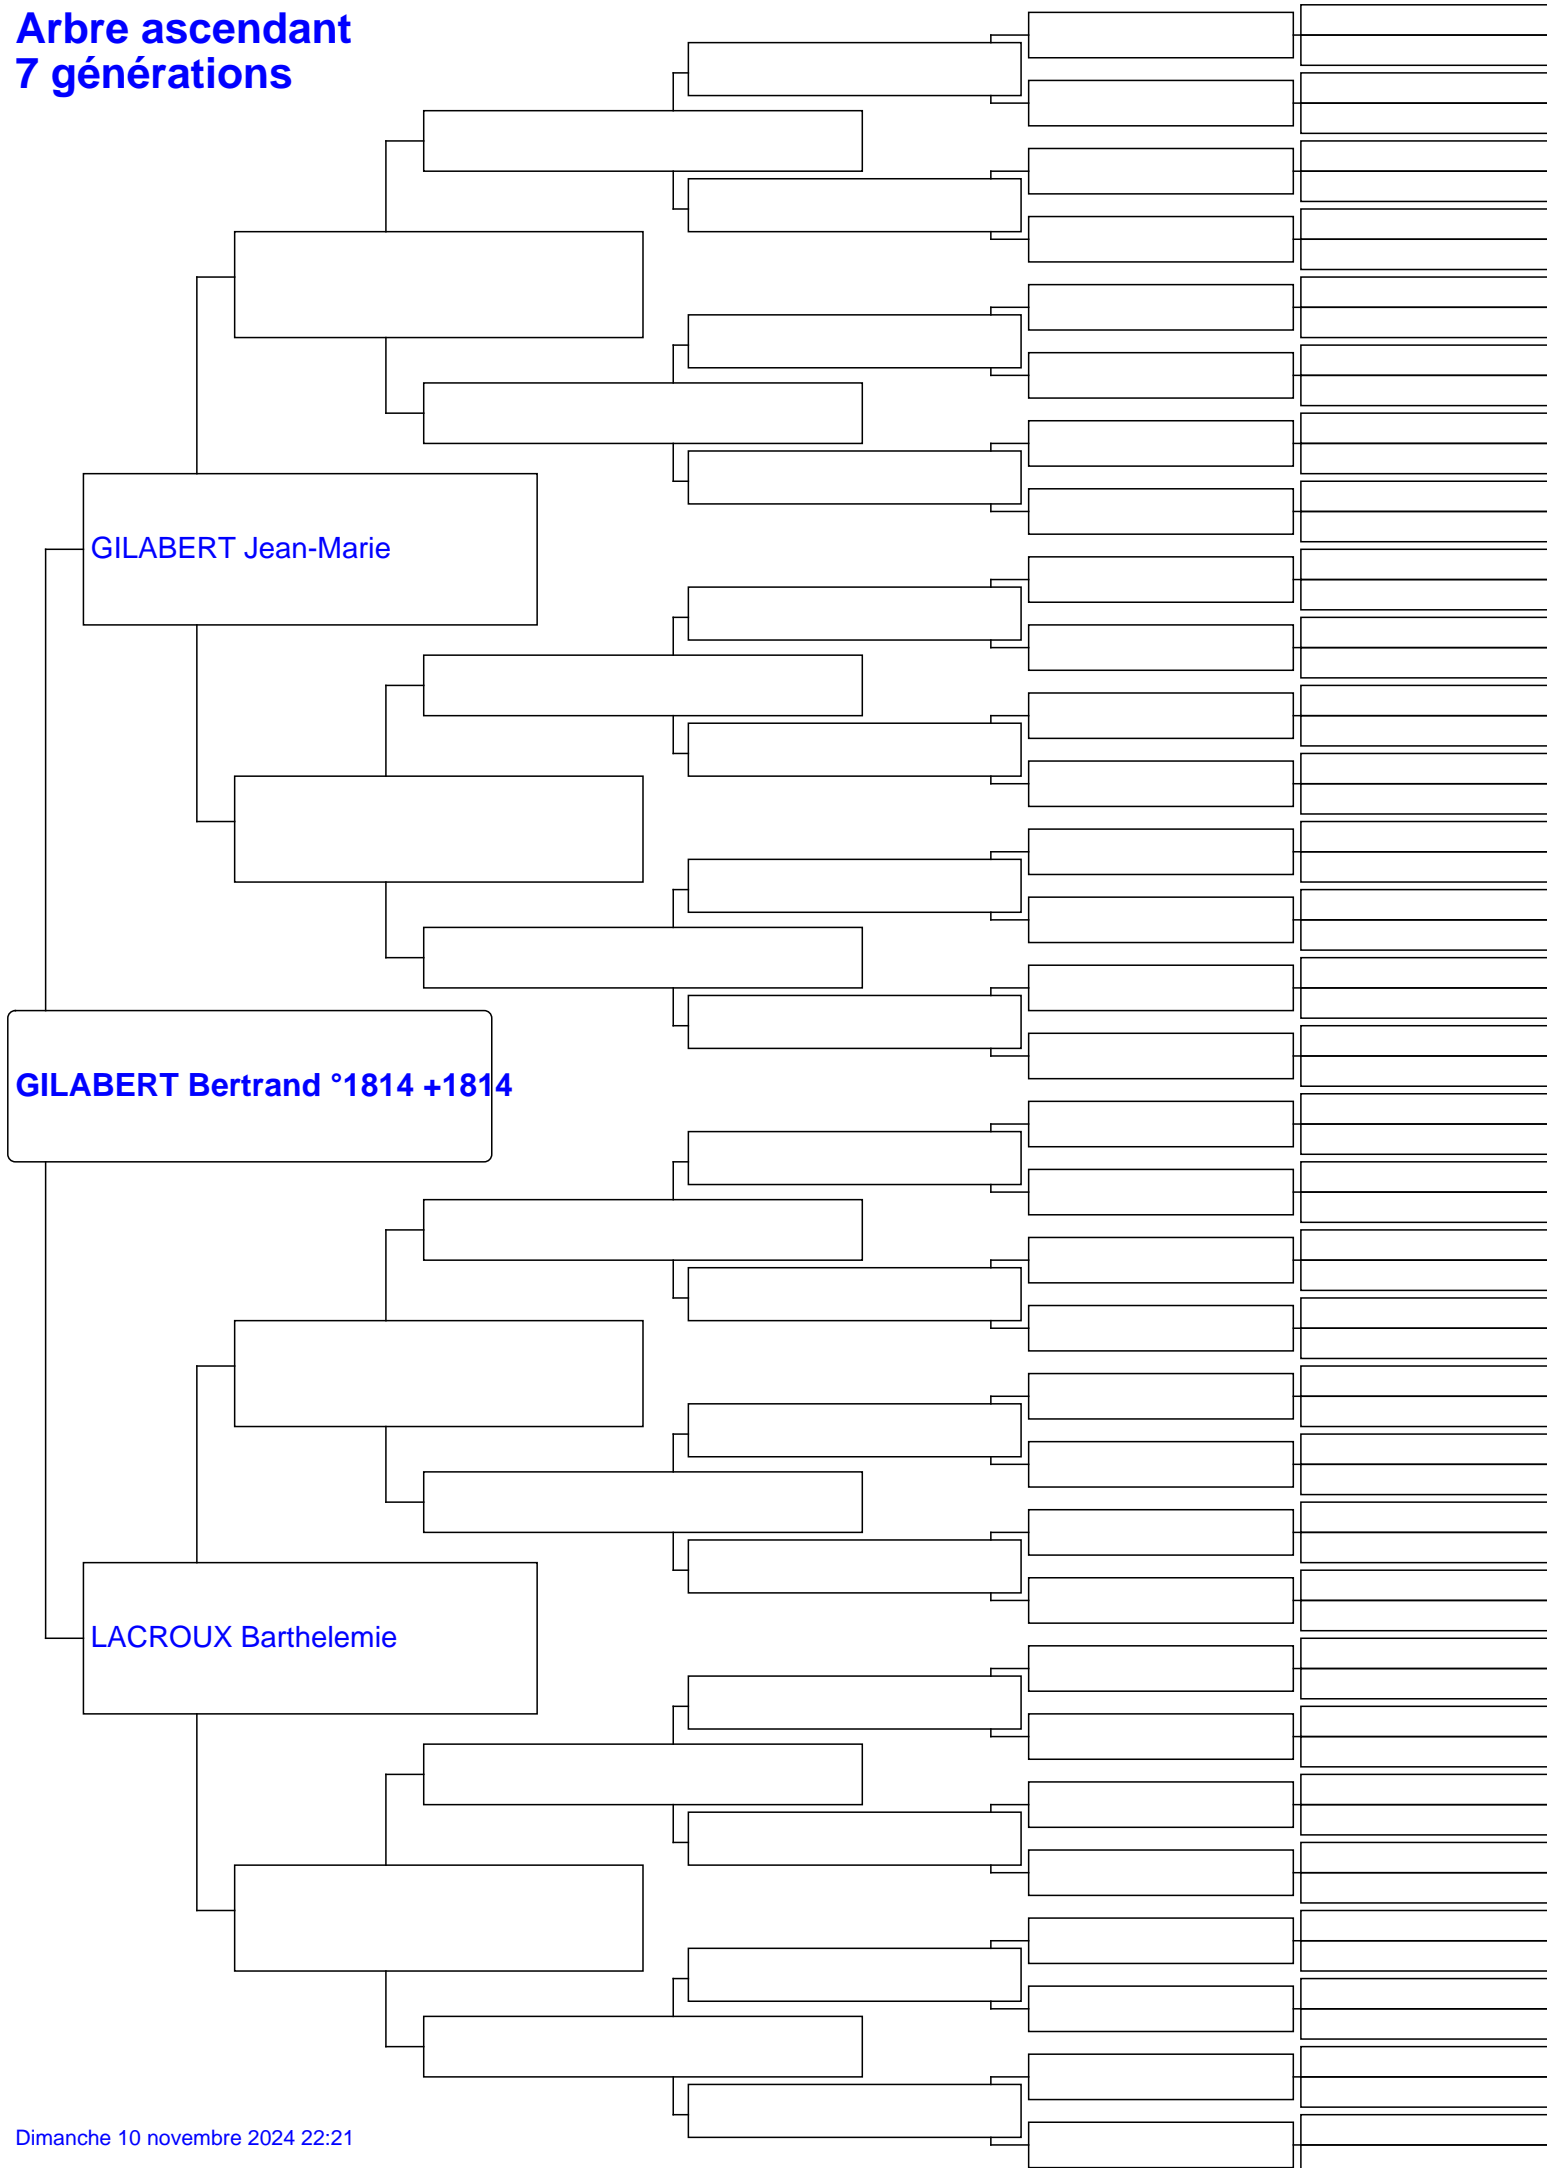 Arbre ascendant
7 générations
GILABERT Jean-Marie
GILABERT Bertrand °1814 +1814
LACROUX Barthelemie
Dimanche 10 novembre 2024 22:21